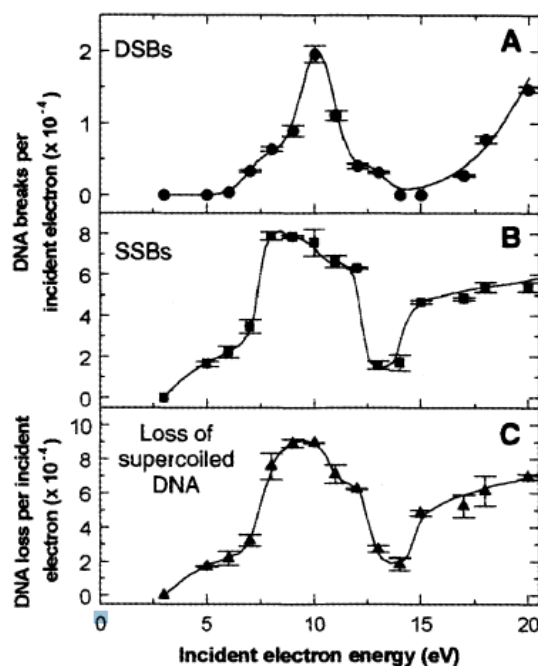 A
DSBs
2
1
0
DNA breaks per
incident electron (x 10⁻⁴)
B
SSBs
8
6
4
2
0
C
Loss of
supercoiled
DNA
10
8
6
4
2
0
DNA loss per incident
electron (x 10⁻⁴)
0 5 10 15 20
Incident electron energy (eV)